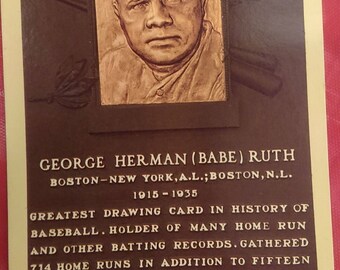 GEORGE HERMAN (BABE) RUTH
BOSTON—NEW YORK, A.L.; BOSTON, N.L.
1915-1935
GREATEST DRAWING CARD IN HISTORY OF
BASEBALL. HOLDER OF MANY HOME RUN
AND OTHER BATTING RECORDS. GATHERED
714 HOME RUNS IN ADDITION TO FIFTEEN